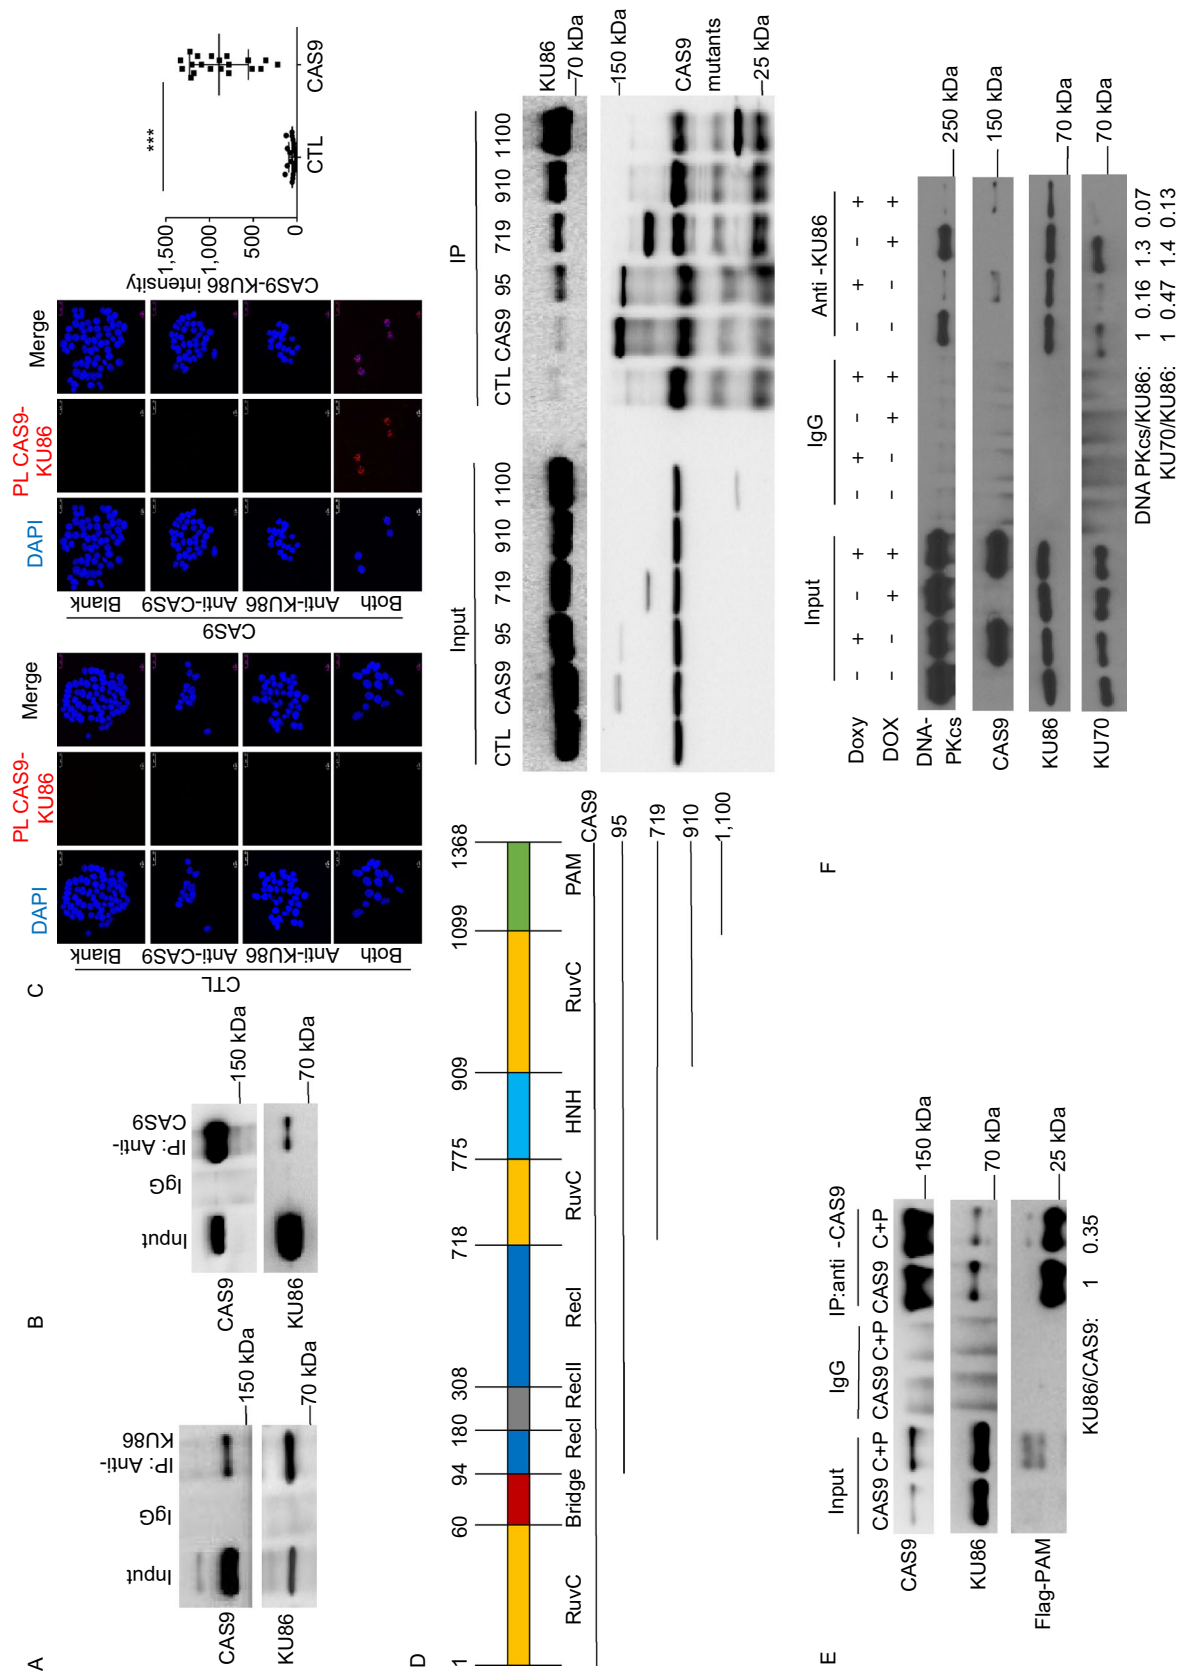 A
Input
IgG
IP: Anti-
KU86
CAS9
150 kDa
KU86
70 kDa
B
Input
IgG
IP: Anti-
CAS9
CAS9
150 kDa
KU86
70 kDa
C
DAPI
PL CAS9-
KU86
Merge
CTL
Blank
Anti-CAS9
Anti-KU86
Both
DAPI
PL CAS9-
KU86
Merge
CAS9
Blank
Anti-CAS9
Anti-KU86
Both
CAS9-KU86 intensity
1,500
1,000
500
0
***
CTL CAS9
D
1 60 94 180 308 718 775 909 1099 1368
RuvC Bridge RecI RecII RecI RuvC HNH RuvC PAM
CAS9
95
719
910
1,100
Input IP
CTL CAS9 95 719 910 1100 CTL CAS9 95 719 910 1100
KU86
70 kDa
150 kDa
CAS9
mutants
25 kDa
E
Input IgG IP:anti -CAS9
CAS9 C+P CAS9 C+P CAS9 C+P
CAS9
150 kDa
KU86
70 kDa
Flag-PAM
25 kDa
KU86/CAS9: 1 0.35
F
Input IgG Anti -KU86
Doxy - + - + - + - + - + - +
DOX - - + + - - + + - - + +
DNA-
PKcs
250 kDa
CAS9
150 kDa
KU86
70 kDa
KU70
70 kDa
DNA PKcs/KU86: 1 0.16 1.3 0.07
KU70/KU86: 1 0.47 1.4 0.13